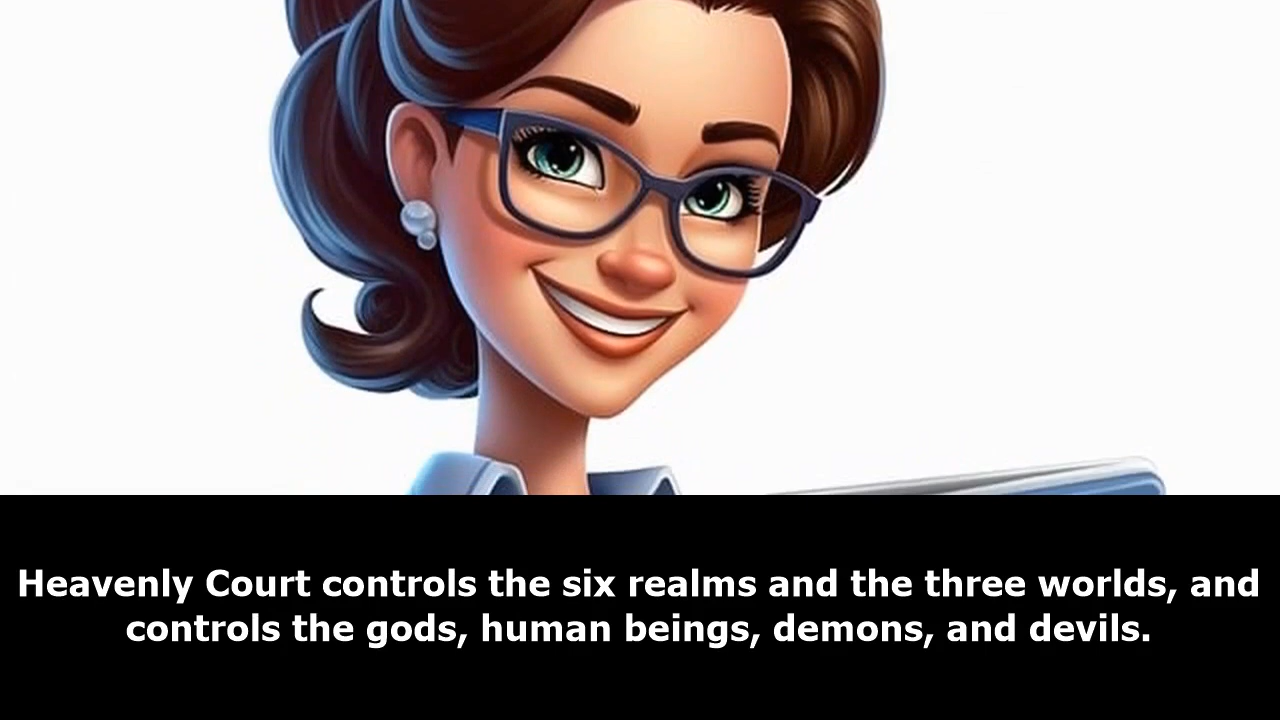 Heavenly Court controls the six realms and the three worlds, and
controls the gods, human beings, demons, and devils.